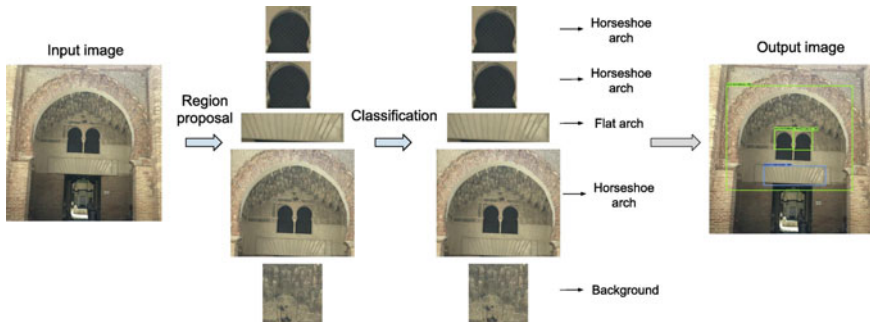 Input image
Region
proposal
Classification
Horseshoe
arch
Horseshoe
arch
Flat arch
Horseshoe
arch
Background
Output image